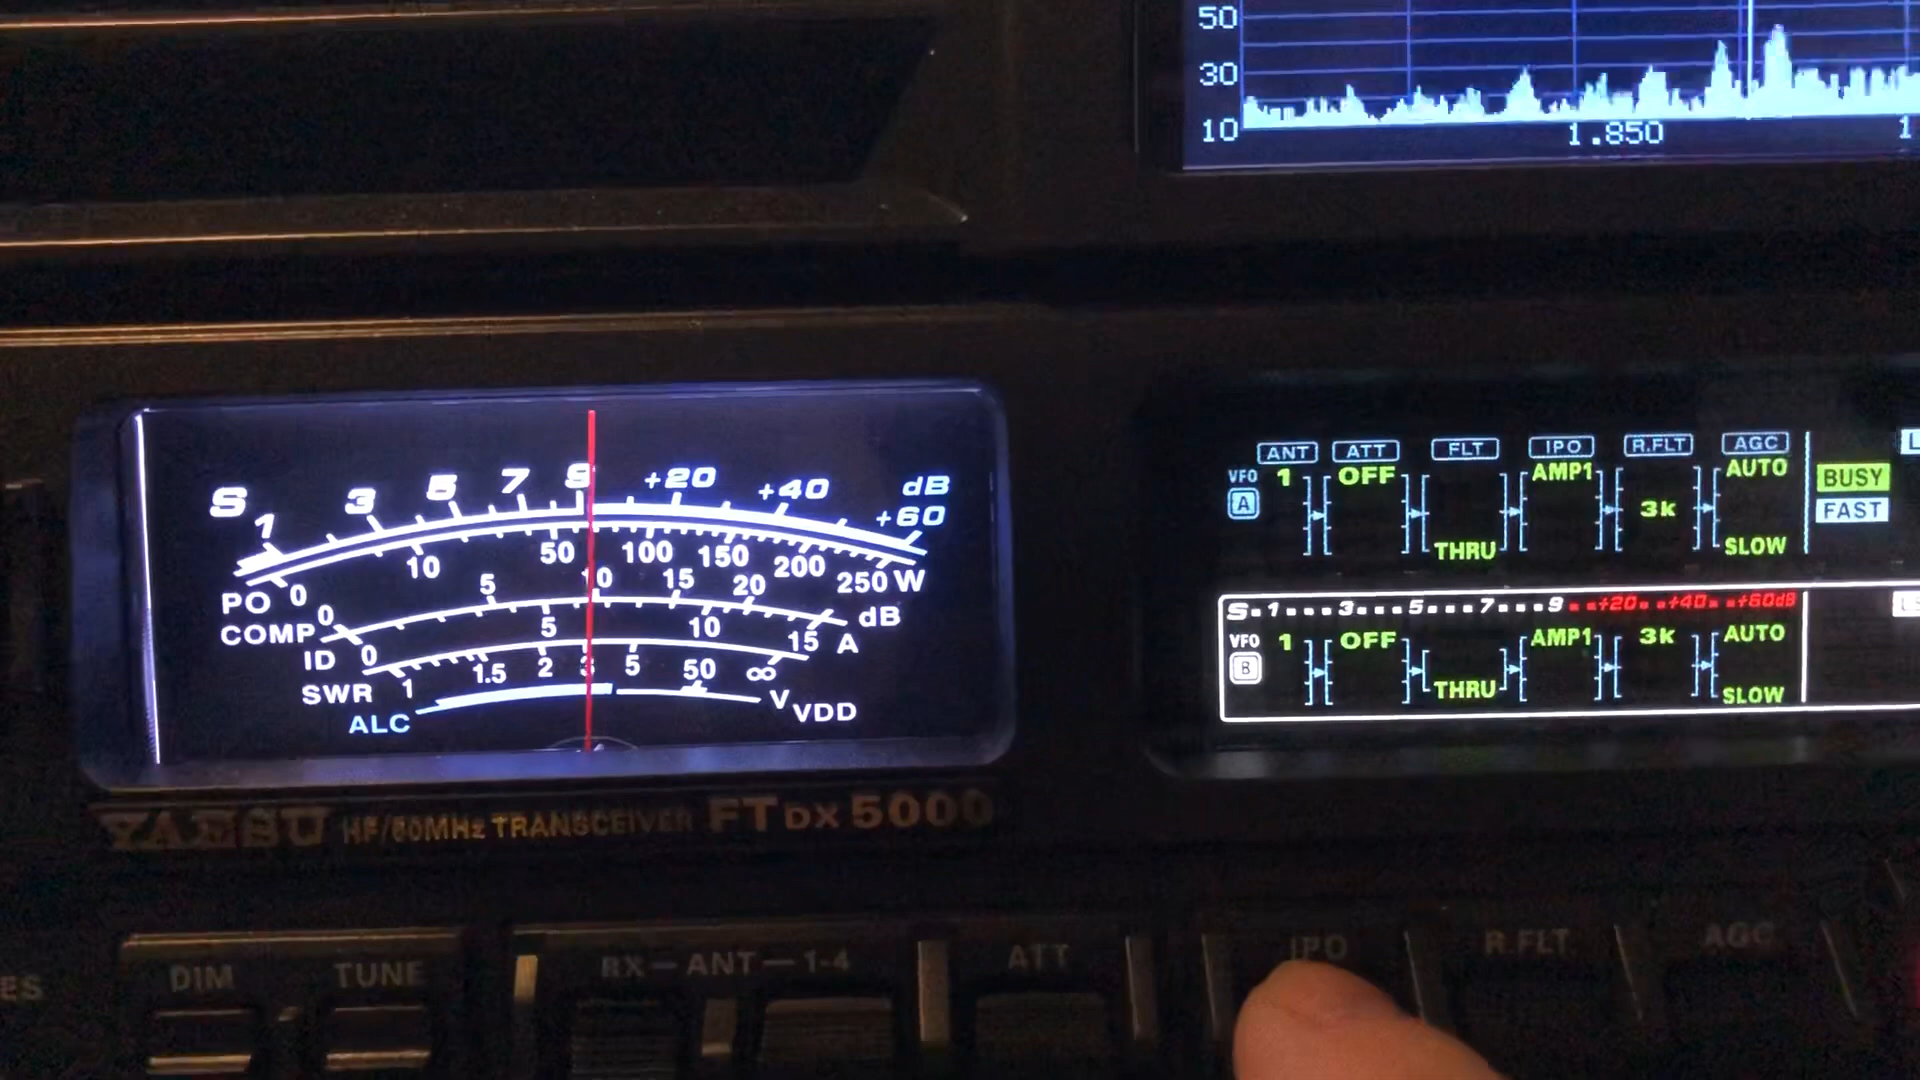 50
30
10
1.850
1
S 1 3 5 7 9 +20 +40 +60 dB
PO 0 10 50 100 150 200 250 W
COMP 0 5 10 15 20 dB
ID 0 5 10 15 A
SWR 1 1.5 2 3 5 50 ∞
ALC V VDD
YAESU HF/50MHz TRANSCEIVER FTDX5000
ANT ATT FLT IPO R.FLT AGC
VFO A 1 OFF THRU AMP1 3k AUTO SLOW
BUSY
FAST
S 1 3 5 7 9 +20 +40 +60dB
VFO B 1 OFF THRU AMP1 3k AUTO SLOW
ES
DIM TUNE RX-ANT-1-4 ATT IPO R.FLT AGC